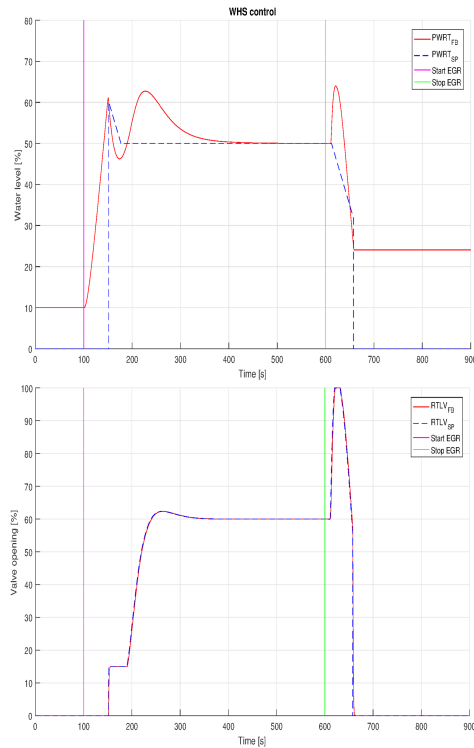 WHS control
80
70
60
50
40
30
20
10
0
Water level [%]
PWRT_FB
PWRT_SP
Start EGR
Stop EGR
0 100 200 300 400 500 600 700 800 900
Time [s]
100
90
80
70
60
50
40
30
20
10
0
Valve opening [%]
RTLV_FB
RTLV_SP
Start EGR
Stop EGR
0 100 200 300 400 500 600 700 800 900
Time [s]